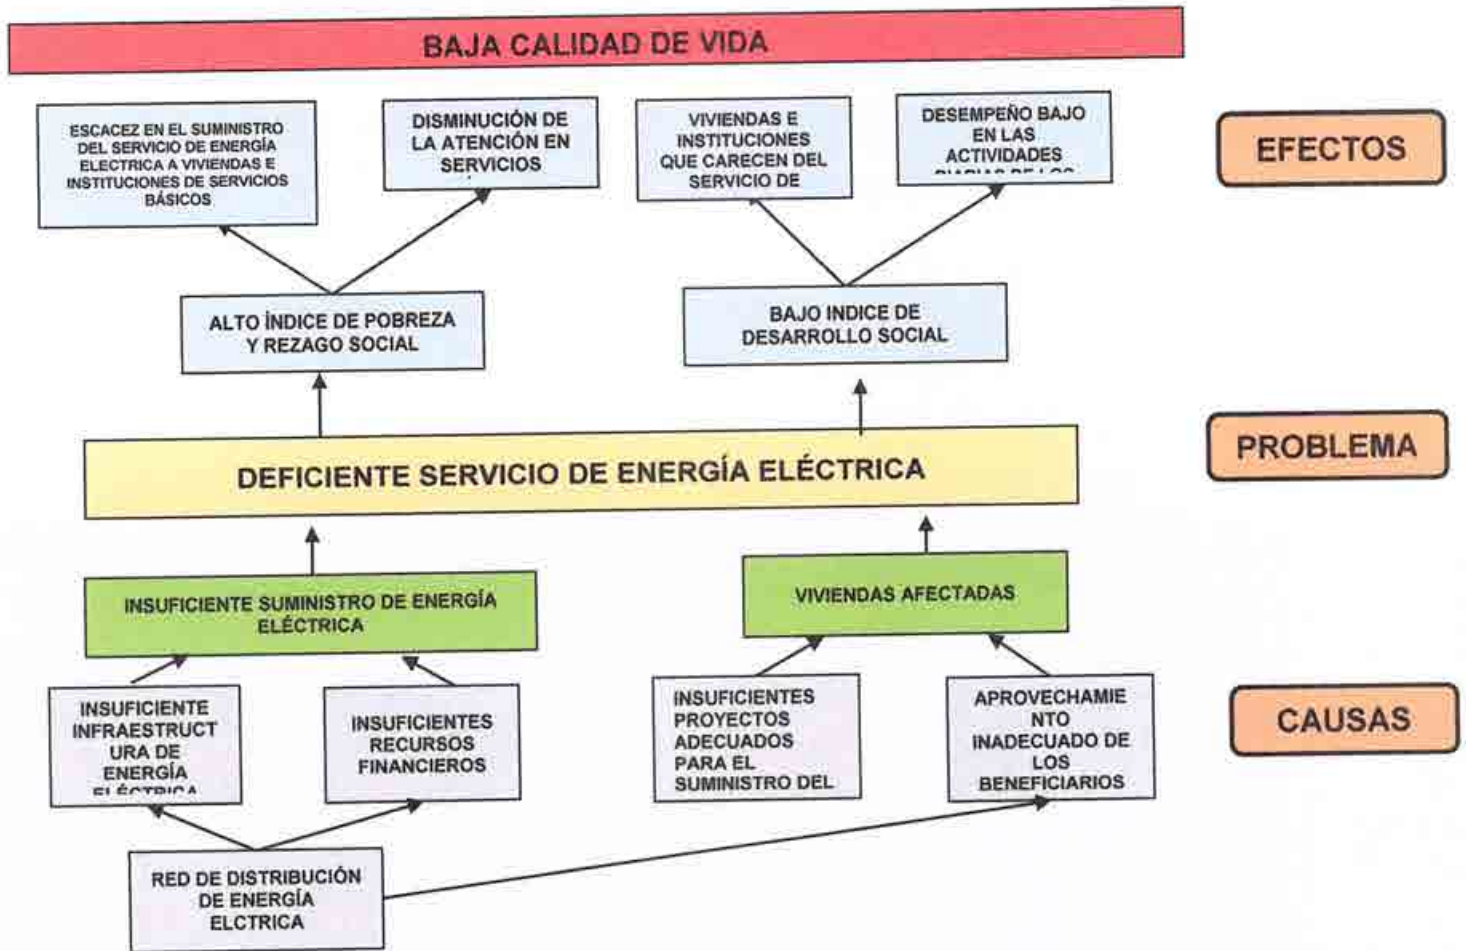 BAJA CALIDAD DE VIDA
ESCACEZ EN EL SUMINISTRO
DEL SERVICIO DE ENERGÍA
ELECTRICA A VIVIENDAS E
INSTITUCIONES DE SERVICIOS
BÁSICOS
DISMINUCIÓN DE
LA ATENCIÓN EN
SERVICIOS
VIVIENDAS E
INSTITUCIONES
QUE CARECEN DEL
SERVICIO DE
DESEMPEÑO BAJO
EN LAS
ACTIVIDADES
DIARIAS DE LOS
EFECTOS
ALTO ÍNDICE DE POBREZA
Y REZAGO SOCIAL
BAJO INDICE DE
DESARROLLO SOCIAL
DEFICIENTE SERVICIO DE ENERGÍA ELÉCTRICA
PROBLEMA
INSUFICIENTE SUMINISTRO DE ENERGÍA
ELÉCTRICA
VIVIENDAS AFECTADAS
INSUFICIENTE
INFRAESTRUCT
URA DE
ENERGÍA
ELÉCTRICA
INSUFICIENTES
RECURSOS
FINANCIEROS
INSUFICIENTES
PROYECTOS
ADECUADOS
PARA EL
SUMINISTRO DEL
APROVECHAMIE
NTO
INADECUADO DE
LOS
BENEFICIARIOS
CAUSAS
RED DE DISTRIBUCIÓN
DE ENERGÍA
ELCTRICA